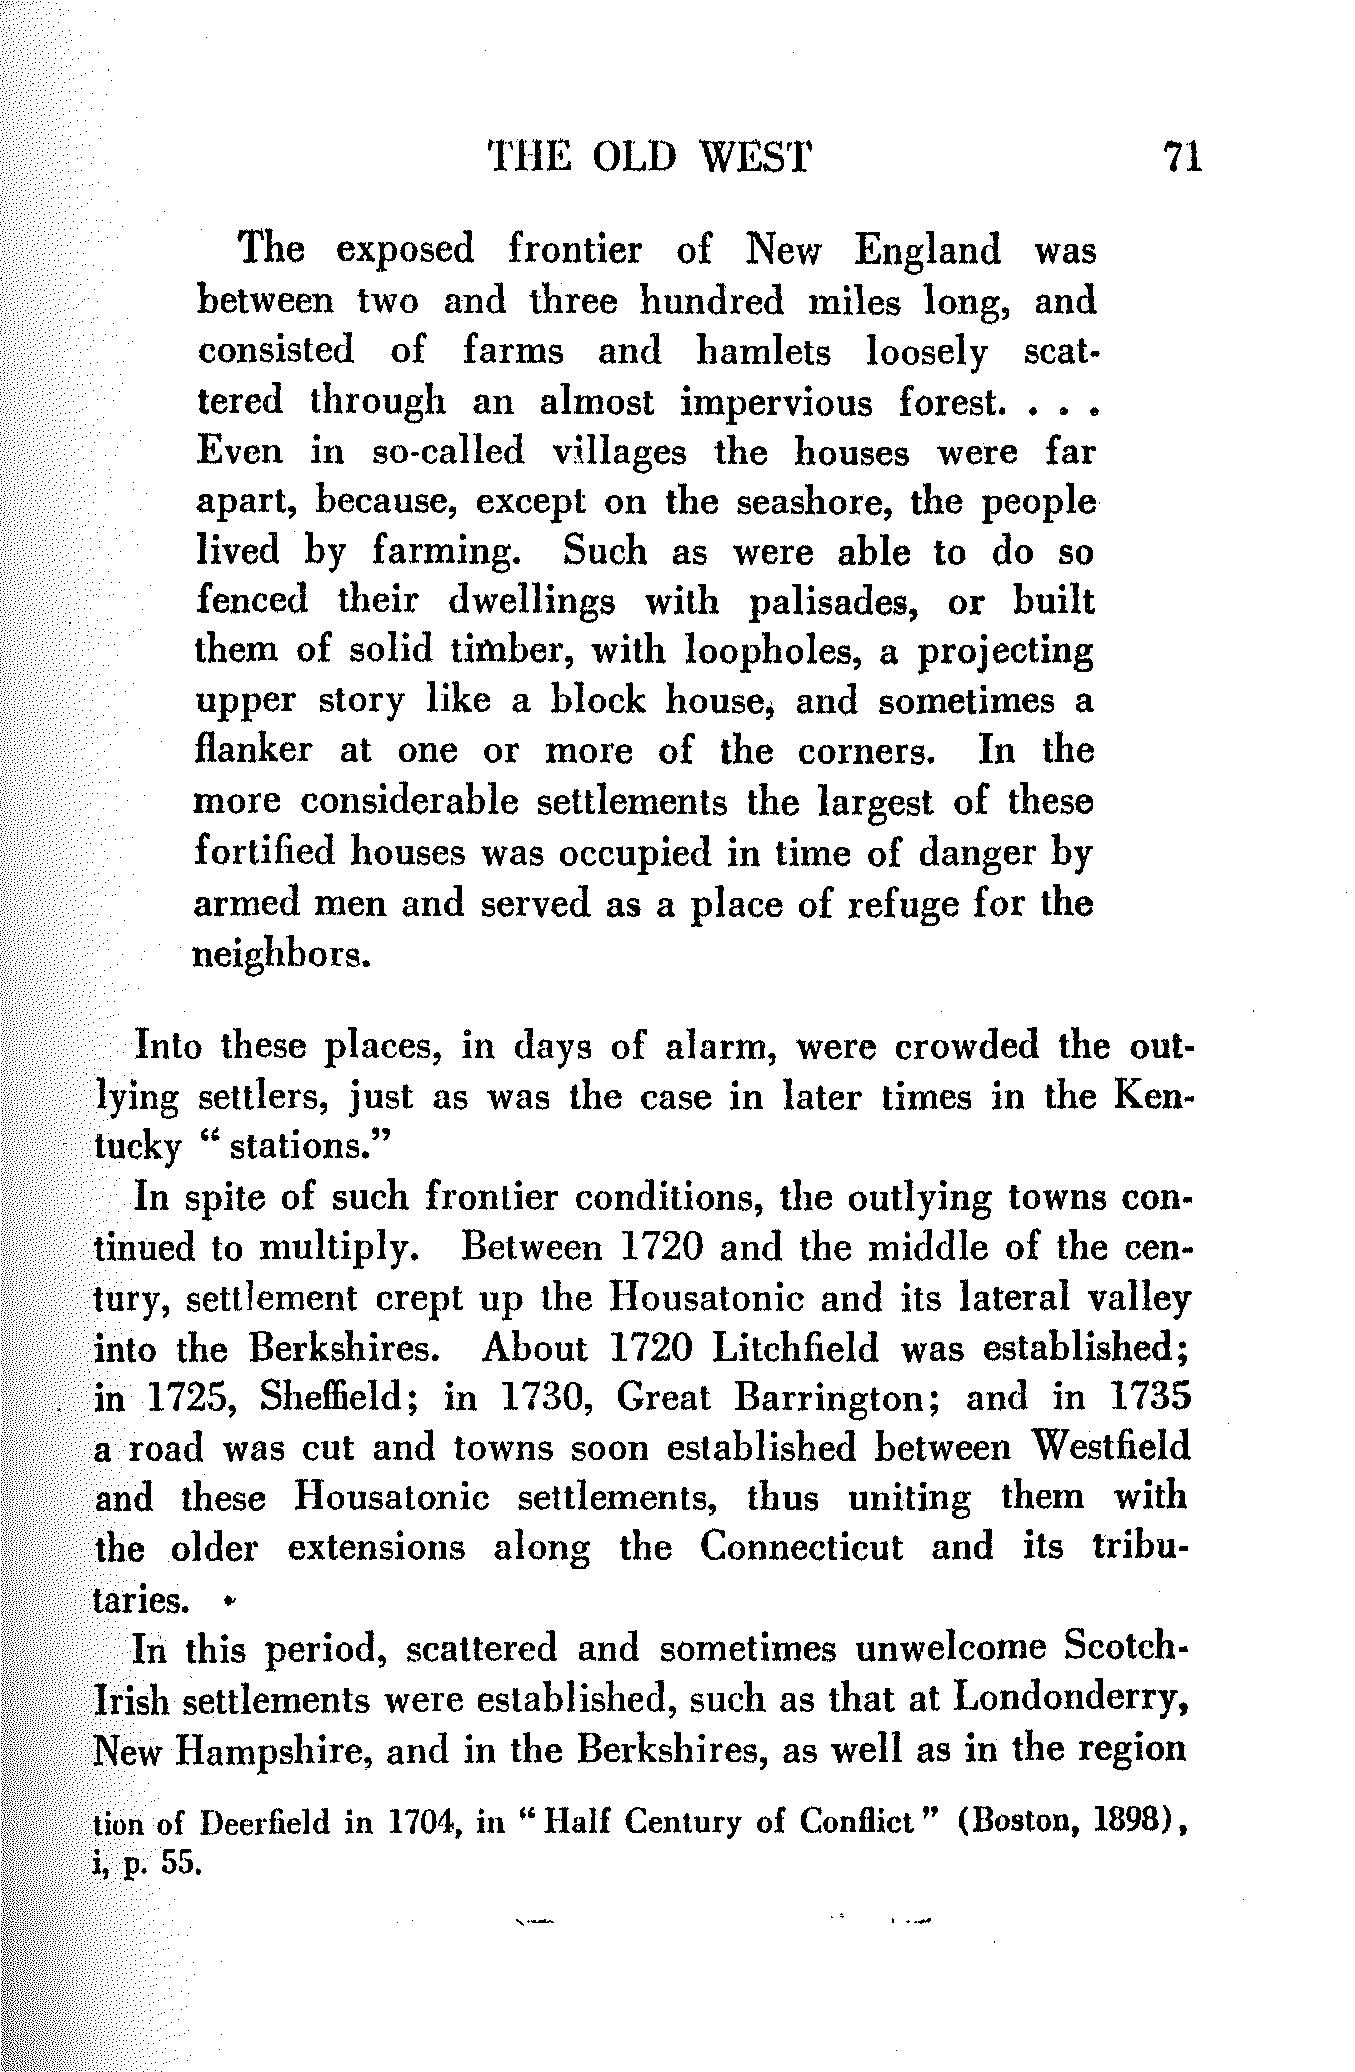 THE OLD WEST 71
The exposed frontier of New England was
between two and three hundred miles long, and
consisted of farms and hamlets loosely scat-
tered through an almost impervious forest. . . .
Even in so-called villages the houses were far
apart, because, except on the seashore, the people
lived by farming. Such as were able to do so
fenced their dwellings with palisades, or built
them of solid timber, with loopholes, a projecting
upper story like a block house, and sometimes a
flanker at one or more of the corners. In the
more considerable settlements the largest of these
fortified houses was occupied in time of danger by
armed men and served as a place of refuge for the
neighbors.
Into these places, in days of alarm, were crowded the out-
lying settlers, just as was the case in later times in the Ken-
tucky “ stations.”
In spite of such frontier conditions, the outlying towns con-
tinued to multiply. Between 1720 and the middle of the cen-
tury, settlement crept up the Housatonic and its lateral valley
into the Berkshires. About 1720 Litchfield was established;
in 1725, Sheffield; in 1730, Great Barrington; and in 1735
a road was cut and towns soon established between Westfield
and these Housatonic settlements, thus uniting them with
the older extensions along the Connecticut and its tribu-
taries.
In this period, scattered and sometimes unwelcome Scotch-
Irish settlements were established, such as that at Londonderry,
New Hampshire, and in the Berkshires, as well as in the region
tion of Deerfield in 1704, in “ Half Century of Conflict ” (Boston, 1898),
i, p. 55.